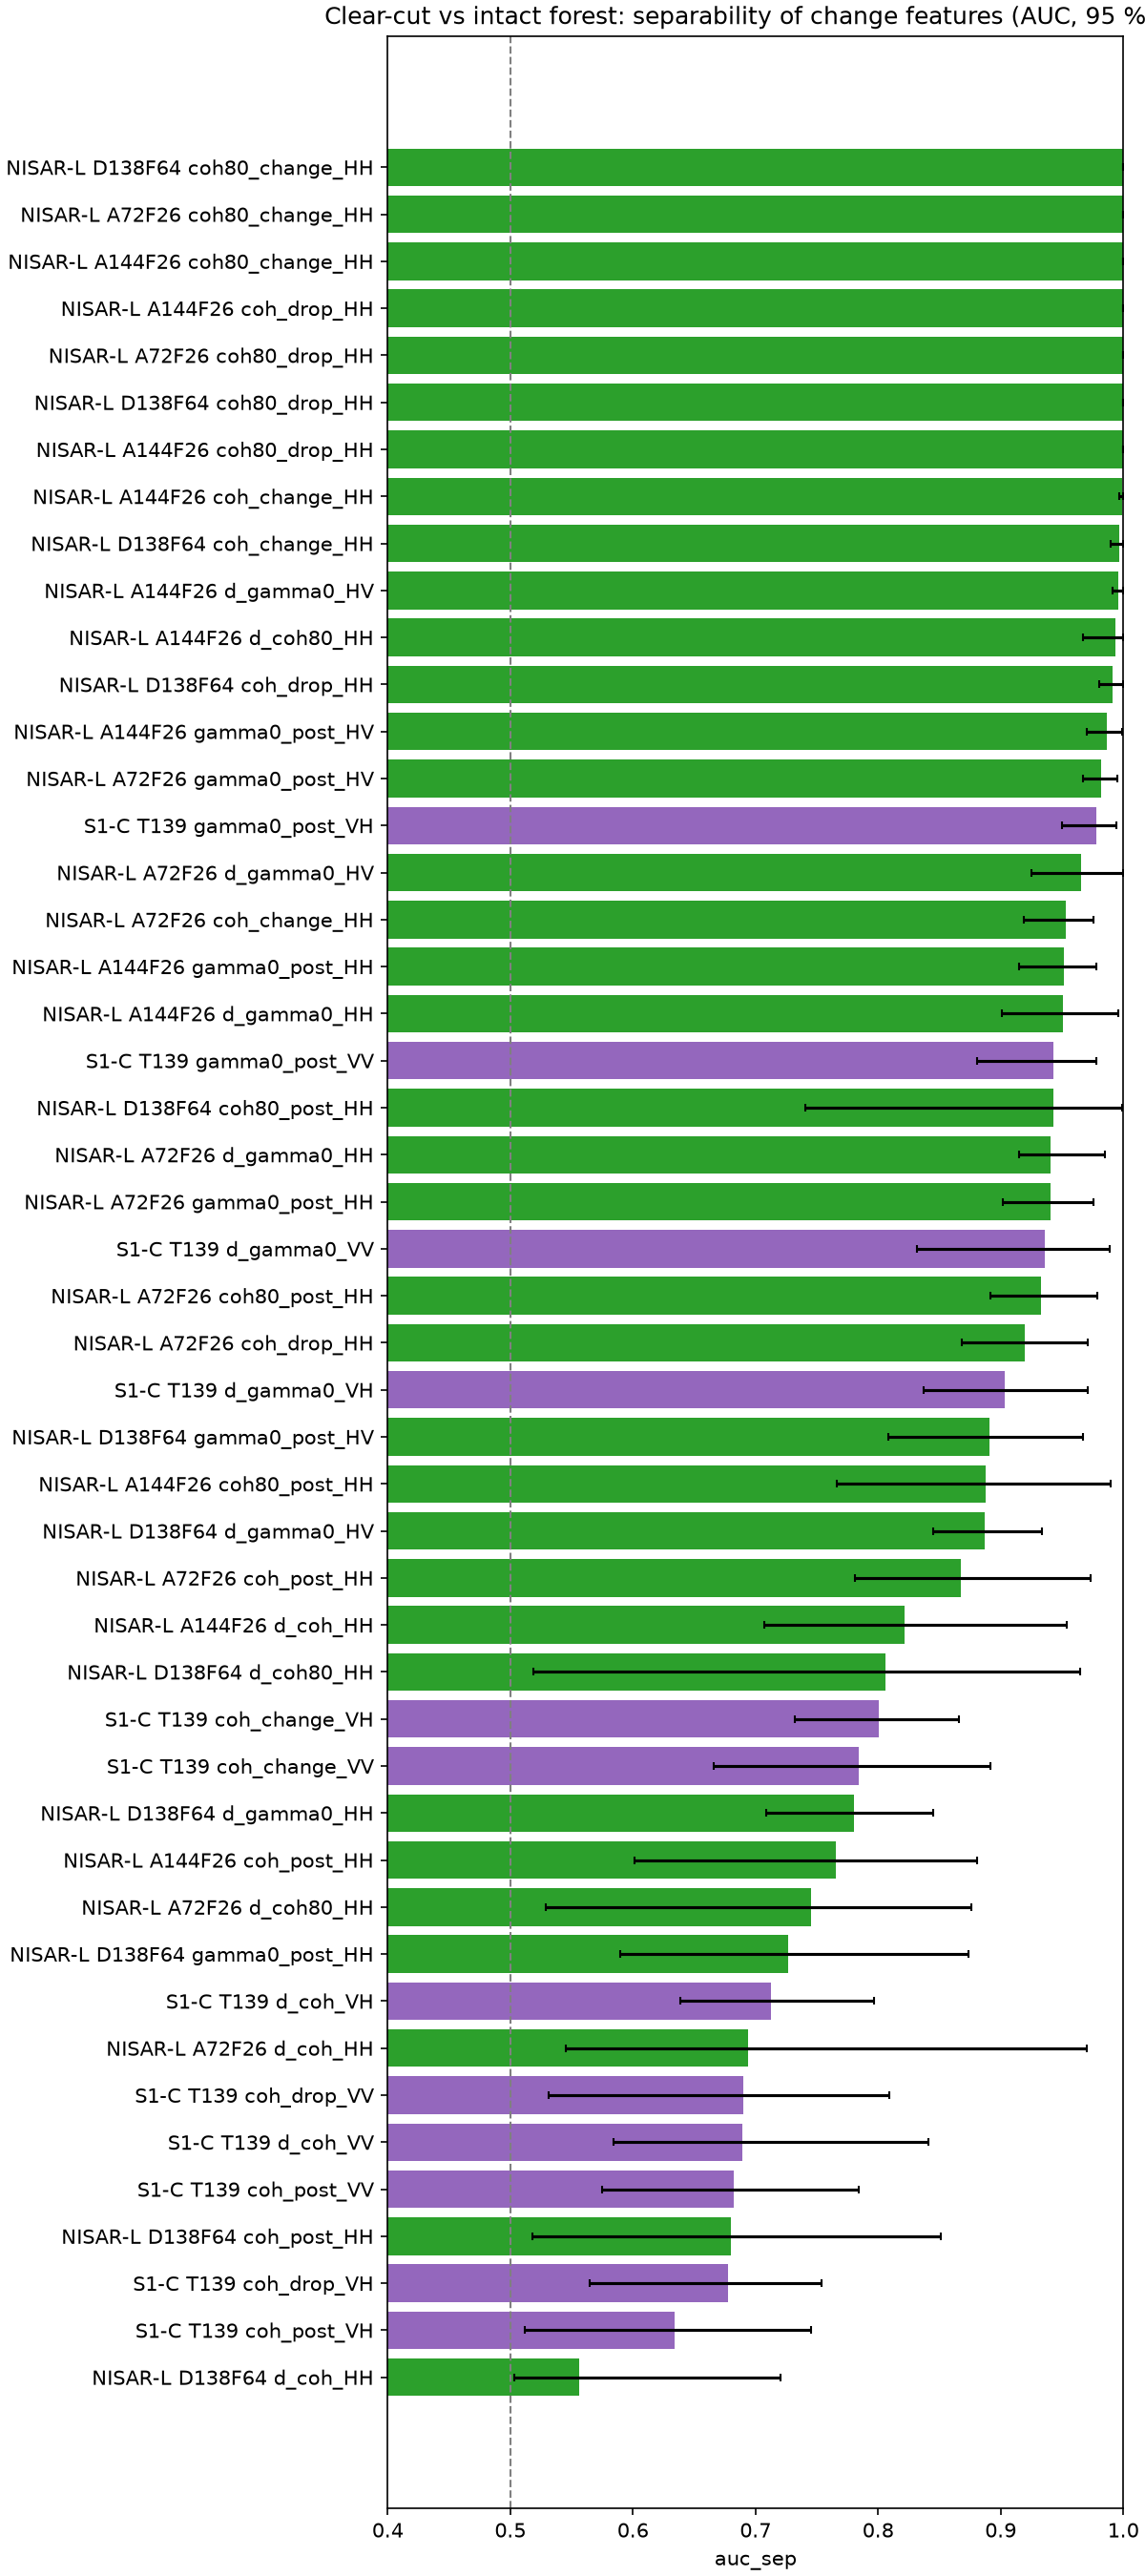 Clear-cut vs intact forest: separability of change features (AUC, 95 %
NISAR-L D138F64 coh80_change_HH
NISAR-L A72F26 coh80_change_HH
NISAR-L A144F26 coh80_change_HH
NISAR-L A144F26 coh_drop_HH
NISAR-L A72F26 coh80_drop_HH
NISAR-L D138F64 coh80_drop_HH
NISAR-L A144F26 coh80_drop_HH
NISAR-L A144F26 coh_change_HH
NISAR-L D138F64 coh_change_HH
NISAR-L A144F26 d_gamma0_HV
NISAR-L A144F26 d_coh80_HH
NISAR-L D138F64 coh_drop_HH
NISAR-L A144F26 gamma0_post_HV
NISAR-L A72F26 gamma0_post_HV
S1-C T139 gamma0_post_VH
NISAR-L A72F26 d_gamma0_HV
NISAR-L A72F26 coh_change_HH
NISAR-L A144F26 gamma0_post_HH
NISAR-L A144F26 d_gamma0_HH
S1-C T139 gamma0_post_VV
NISAR-L D138F64 coh80_post_HH
NISAR-L A72F26 d_gamma0_HH
NISAR-L A72F26 gamma0_post_HH
S1-C T139 d_gamma0_VV
NISAR-L A72F26 coh80_post_HH
NISAR-L A72F26 coh_drop_HH
S1-C T139 d_gamma0_VH
NISAR-L D138F64 gamma0_post_HV
NISAR-L A144F26 coh80_post_HH
NISAR-L D138F64 d_gamma0_HV
NISAR-L A72F26 coh_post_HH
NISAR-L A144F26 d_coh_HH
NISAR-L D138F64 d_coh80_HH
S1-C T139 coh_change_VH
S1-C T139 coh_change_VV
NISAR-L D138F64 d_gamma0_HH
NISAR-L A144F26 coh_post_HH
NISAR-L A72F26 d_coh80_HH
NISAR-L D138F64 gamma0_post_HH
S1-C T139 d_coh_VH
NISAR-L A72F26 d_coh_HH
S1-C T139 coh_drop_VV
S1-C T139 d_coh_VV
S1-C T139 coh_post_VV
NISAR-L D138F64 coh_post_HH
S1-C T139 coh_drop_VH
S1-C T139 coh_post_VH
NISAR-L D138F64 d_coh_HH
0.4 0.5 0.6 0.7 0.8 0.9 1.0
auc_sep